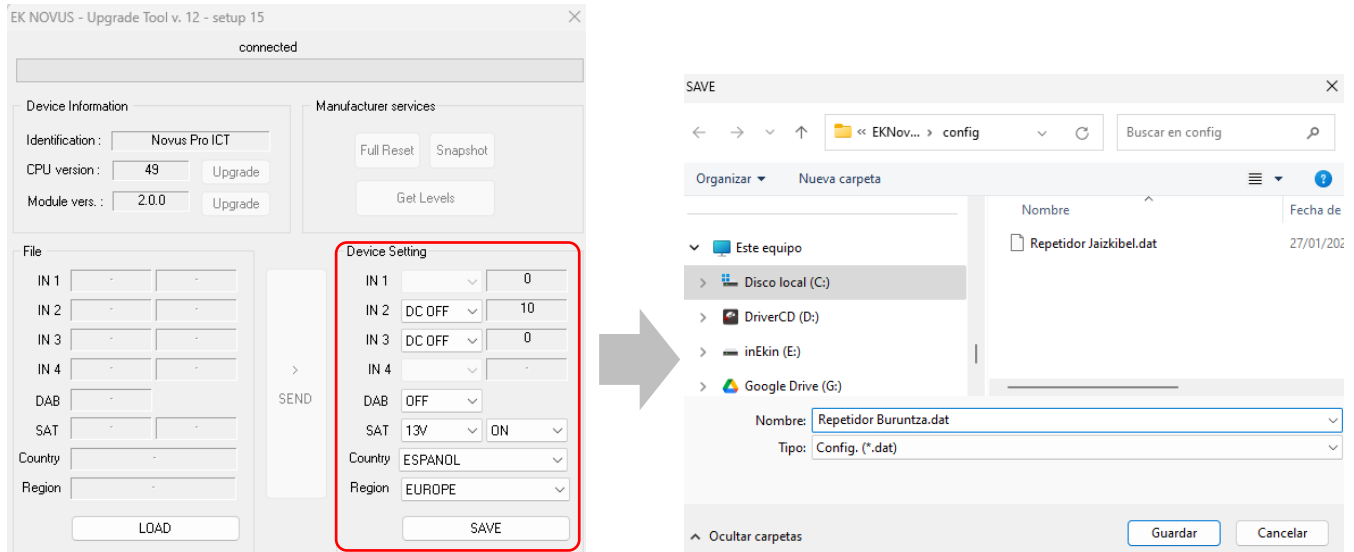 EK NOVUS - Upgrade Tool v. 12 - setup 15
connected
Device Information
Identification : Novus Pro ICT
CPU version : 49 Upgrade
Module vers. : 2.0.0 Upgrade
Manufacturer services
Full Reset Snapshot
Get Levels
File
IN 1 - -
IN 2 - -
IN 3 - -
IN 4 - -
DAB -
SAT - -
Country -
Region -
LOAD
>
SEND
Device Setting
IN 1 0
IN 2 DC OFF 10
IN 3 DC OFF 0
IN 4 -
DAB OFF
SAT 13V ON
Country ESPANOL
Region EUROPE
SAVE
SAVE
« EKNov... > config
Buscar en config
Organizar
Nueva carpeta
Nombre Fecha de
Repetidor Jaizkibel.dat 27/01/202
Este equipo
Disco local (C:)
DriverCD (D:)
inEkin (E:)
Google Drive (G:)
Nombre: Repetidor Buruntza.dat
Tipo: Config. (*.dat)
Ocultar carpetas
Guardar Cancelar